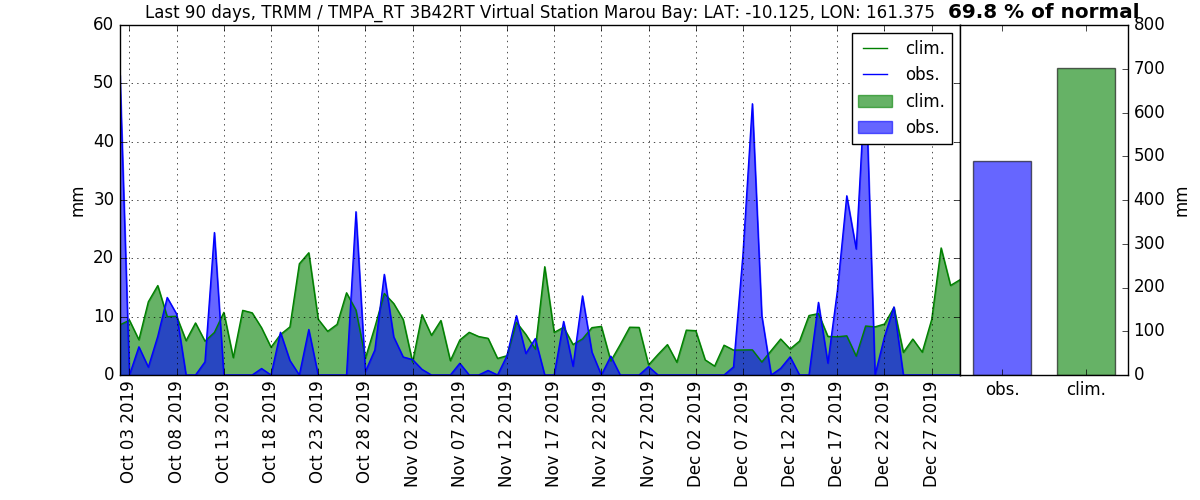 Last 90 days, TRMM / TMPA_RT 3B42RT Virtual Station Marou Bay: LAT: -10.125, LON: 161.375 69.8 % of normal
60
50
40
30
20
10
0
mm
clim.
obs.
clim.
obs.
800
700
600
500
400
300
200
100
0
mm
Oct 03 2019
Oct 08 2019
Oct 13 2019
Oct 18 2019
Oct 23 2019
Oct 28 2019
Nov 02 2019
Nov 07 2019
Nov 12 2019
Nov 17 2019
Nov 22 2019
Nov 27 2019
Dec 02 2019
Dec 07 2019
Dec 12 2019
Dec 17 2019
Dec 22 2019
Dec 27 2019
obs.
clim.